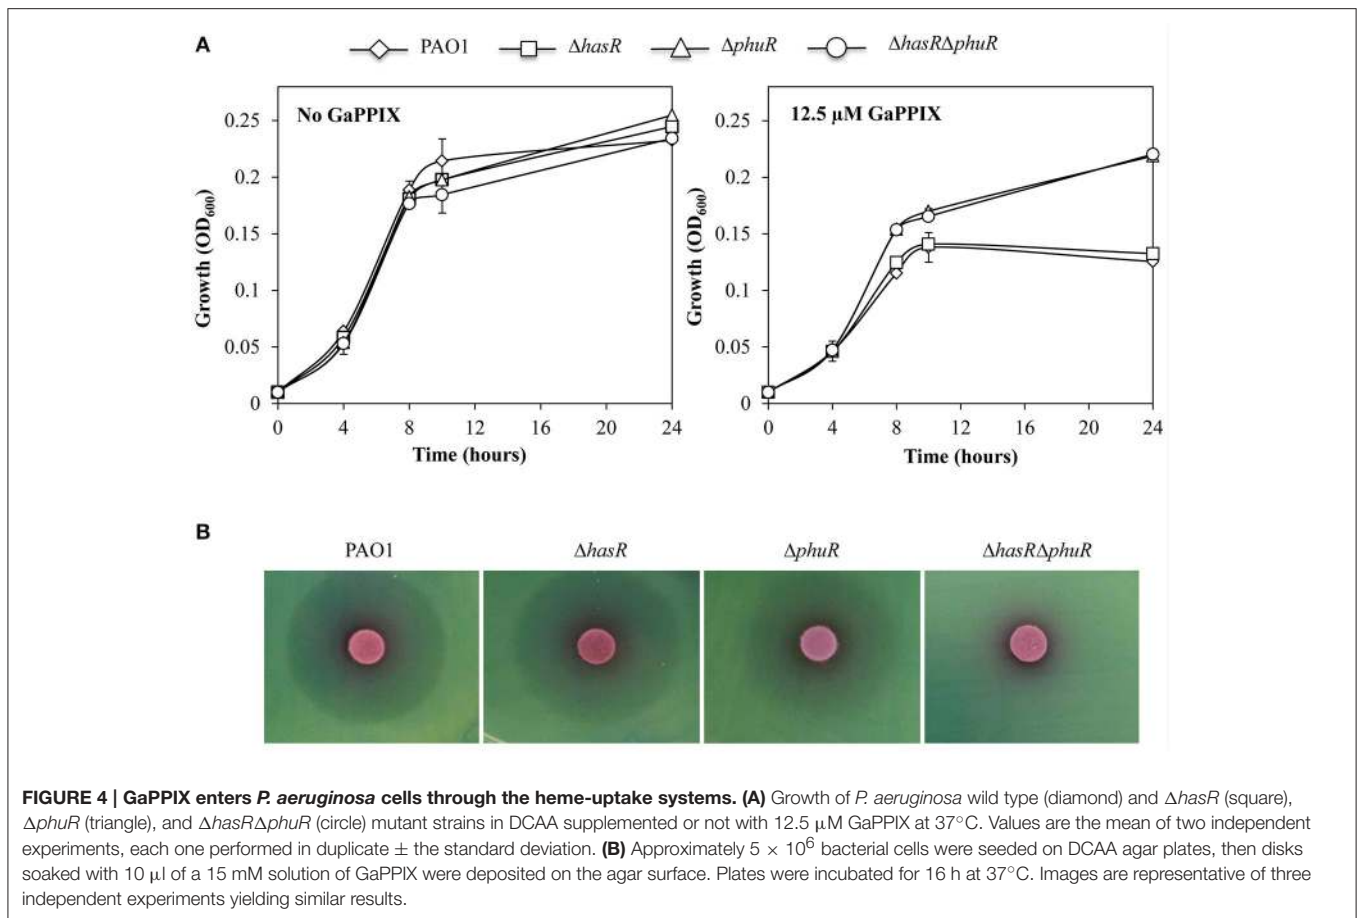 A
PAO1 ΔhasR ΔphuR ΔhasRΔphuR
No GaPPIX
0.25
0.2
0.15
0.1
0.05
0
Growth (OD600)
0 4 8 12 16 20 24
Time (hours)
12.5 µM GaPPIX
0.25
0.2
0.15
0.1
0.05
0
Growth (OD600)
0 4 8 12 16 20 24
Time (hours)
B
PAO1 ΔhasR ΔphuR ΔhasRΔphuR
FIGURE 4 | GaPPIX enters P. aeruginosa cells through the heme-uptake systems. (A) Growth of P. aeruginosa wild type (diamond) and ΔhasR (square),
ΔphuR (triangle), and ΔhasRΔphuR (circle) mutant strains in DCAA supplemented or not with 12.5 µM GaPPIX at 37°C. Values are the mean of two independent
experiments, each one performed in duplicate ± the standard deviation. (B) Approximately 5 × 10⁶ bacterial cells were seeded on DCAA agar plates, then disks
soaked with 10 µl of a 15 mM solution of GaPPIX were deposited on the agar surface. Plates were incubated for 16 h at 37°C. Images are representative of three
independent experiments yielding similar results.